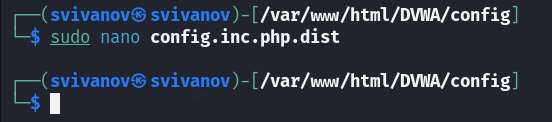 ┌──(svivanov㉿svivanov)-[/var/www/html/DVWA/config]
└─$ sudo nano config.inc.php.dist
┌──(svivanov㉿svivanov)-[/var/www/html/DVWA/config]
└─$